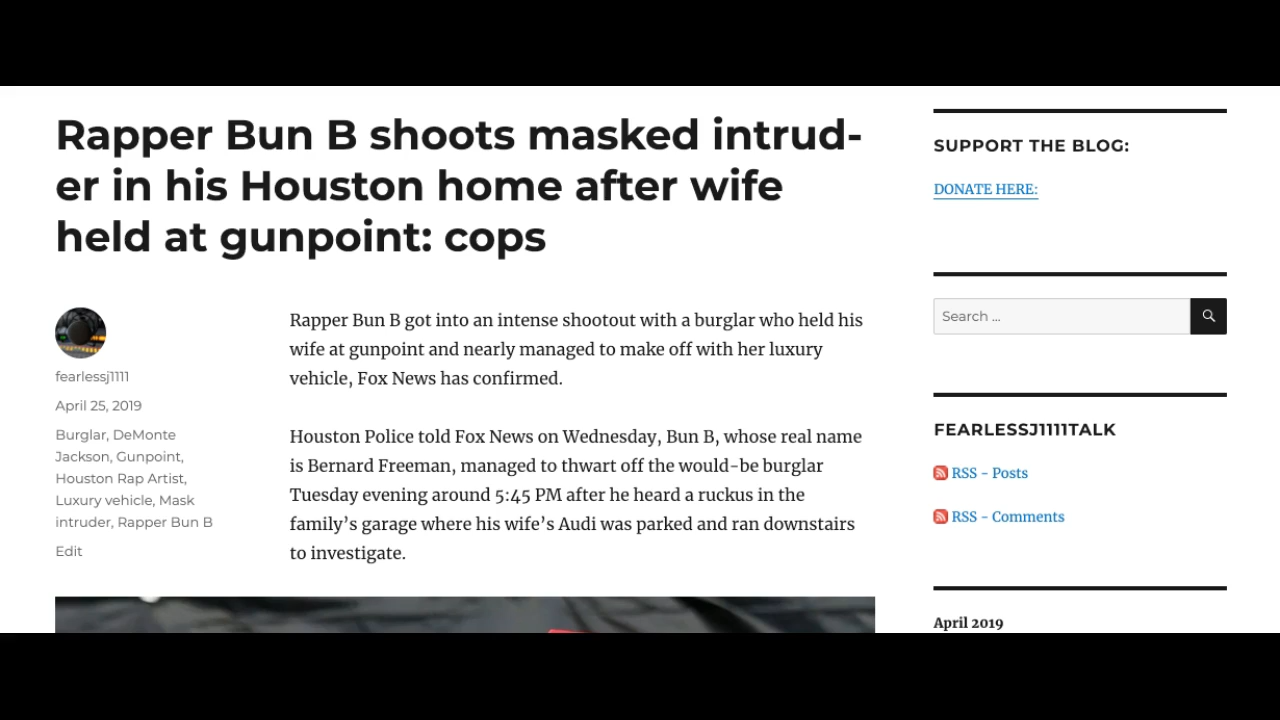 Rapper Bun B shoots masked intrud-
er in his Houston home after wife
held at gunpoint: cops
fearlessj1111
April 25, 2019
Burglar, DeMonte
Jackson, Gunpoint,
Houston Rap Artist,
Luxury vehicle, Mask
intruder, Rapper Bun B
Edit
Rapper Bun B got into an intense shootout with a burglar who held his
wife at gunpoint and nearly managed to make off with her luxury
vehicle, Fox News has confirmed.
Houston Police told Fox News on Wednesday, Bun B, whose real name
is Bernard Freeman, managed to thwart off the would-be burglar
Tuesday evening around 5:45 PM after he heard a ruckus in the
family’s garage where his wife’s Audi was parked and ran downstairs
to investigate.
SUPPORT THE BLOG:
DONATE HERE:
Search ...
FEARLESSJ1111TALK
RSS - Posts
RSS - Comments
April 2019